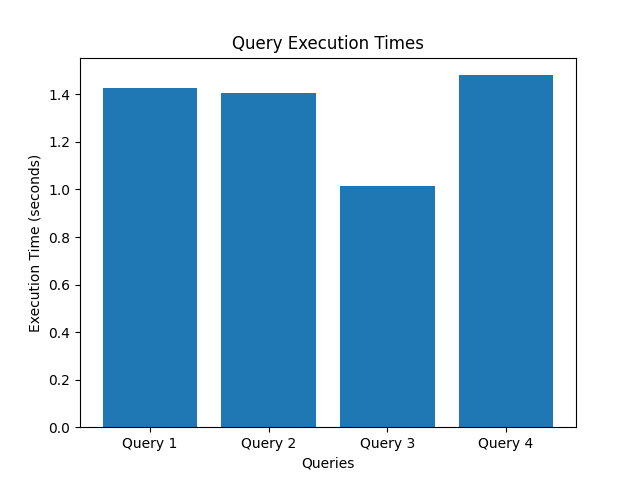 Query Execution Times
Execution Time (seconds)
1.4
1.2
1.0
0.8
0.6
0.4
0.2
0.0
Query 1 Query 2 Query 3 Query 4
Queries